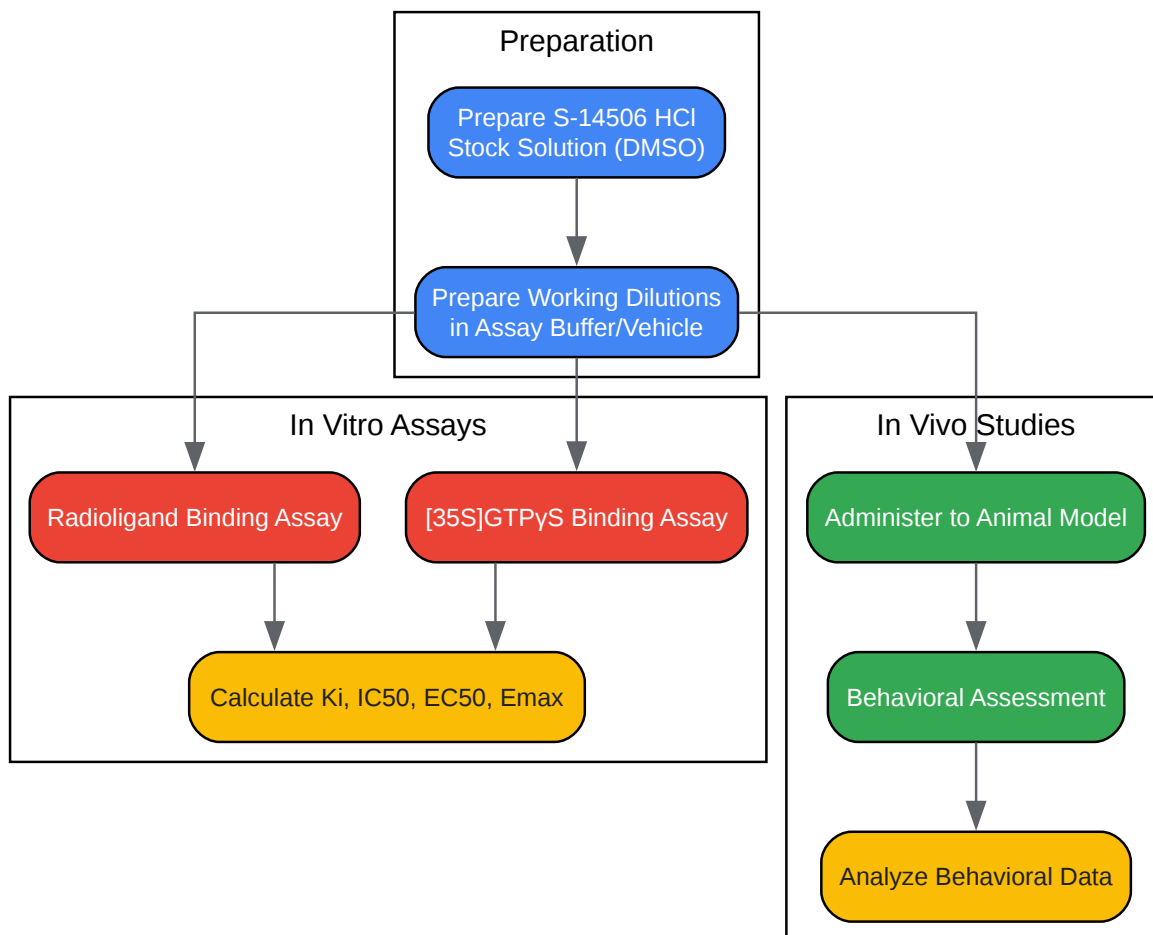 Preparation
Prepare S-14506 HCl
Stock Solution (DMSO)
Prepare Working Dilutions
in Assay Buffer/Vehicle
In Vitro Assays
Radioligand Binding Assay
[35S]GTPγS Binding Assay
Calculate Ki, IC50, EC50, Emax
In Vivo Studies
Administer to Animal Model
Behavioral Assessment
Analyze Behavioral Data